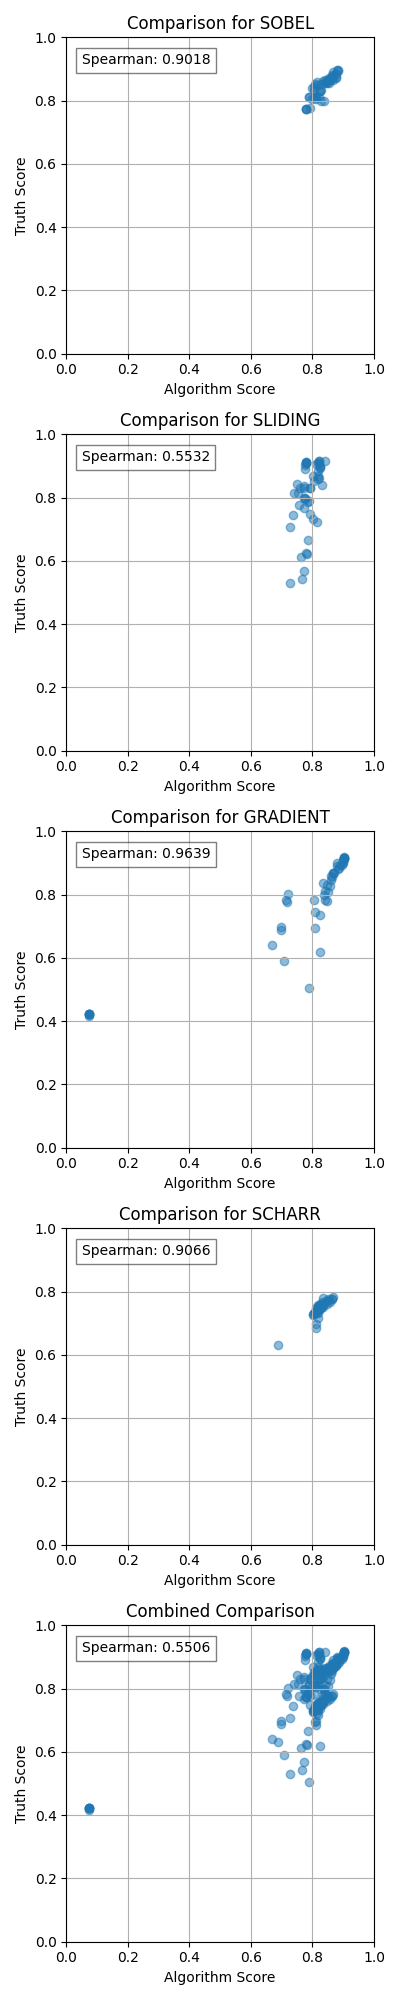 Comparison for SOBEL
1.0
Spearman: 0.9018
0.8
0.6
Truth Score
0.4
0.2
0.0
0.0 0.2 0.4 0.6 0.8 1.0
Algorithm Score
Comparison for SLIDING
1.0
Spearman: 0.5532
0.8
0.6
Truth Score
0.4
0.2
0.0
0.0 0.2 0.4 0.6 0.8 1.0
Algorithm Score
Comparison for GRADIENT
1.0
Spearman: 0.9639
0.8
0.6
Truth Score
0.4
0.2
0.0
0.0 0.2 0.4 0.6 0.8 1.0
Algorithm Score
Comparison for SCHARR
1.0
Spearman: 0.9066
0.8
0.6
Truth Score
0.4
0.2
0.0
0.0 0.2 0.4 0.6 0.8 1.0
Algorithm Score
Combined Comparison
1.0
Spearman: 0.5506
0.8
0.6
Truth Score
0.4
0.2
0.0
0.0 0.2 0.4 0.6 0.8 1.0
Algorithm Score